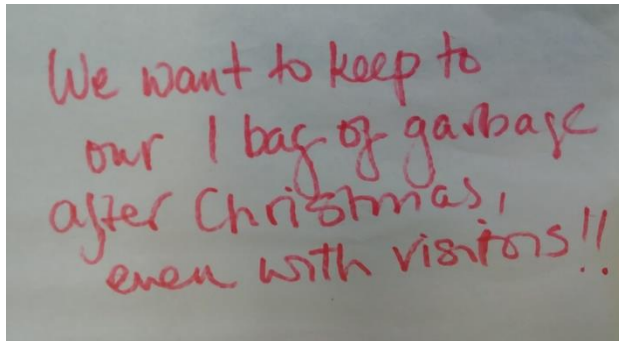 We want to keep to
our 1 bag of garbage
after Christmas,
even with visitors!!